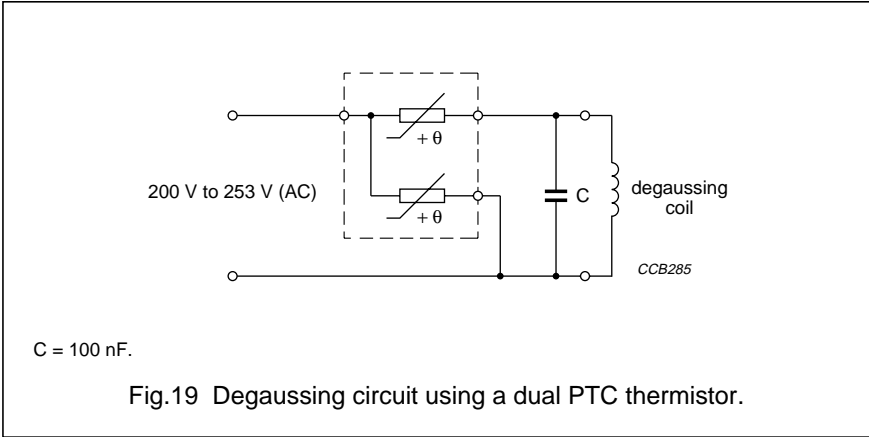 + θ
200 V to 253 V (AC)
+ θ
C
degaussing
coil
CCB285
C = 100 nF.
Fig.19 Degaussing circuit using a dual PTC thermistor.